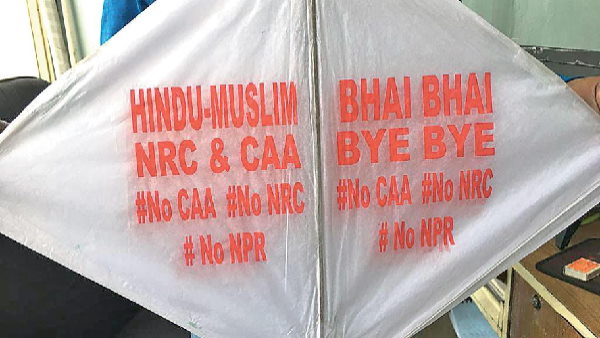 HINDU-MUSLIM
NRC & CAA
#No CAA #No NRC
# No NPR
BHAI BHAI
BYE BYE
#No CAA #No NRC
# No NPR